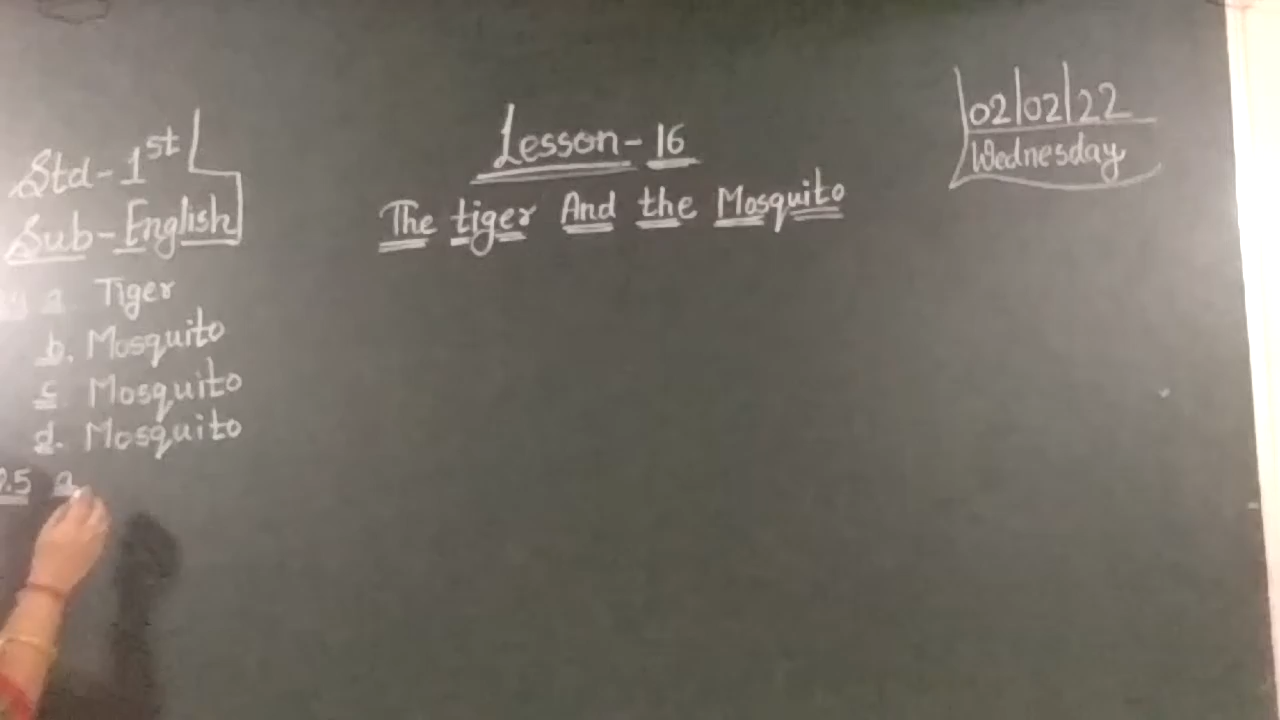 Std-1st
Sub-English
Lesson-16
The tiger And the Mosquito
02/02/22
Wednesday
a Tiger
b. Mosquito
c Mosquito
d. Mosquito
.5 a